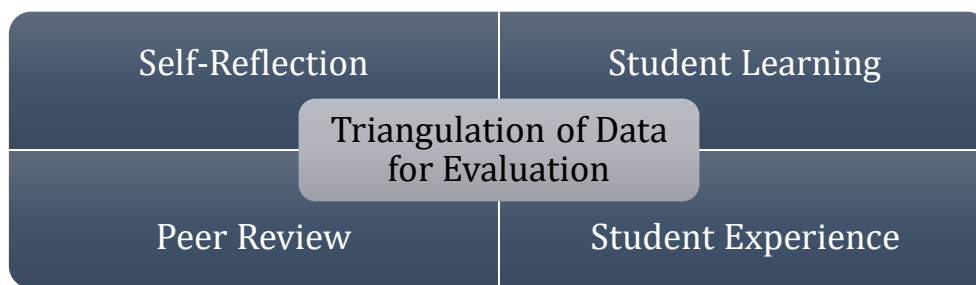 Self-Reflection
Student Learning
Triangulation of Data
for Evaluation
Peer Review
Student Experience